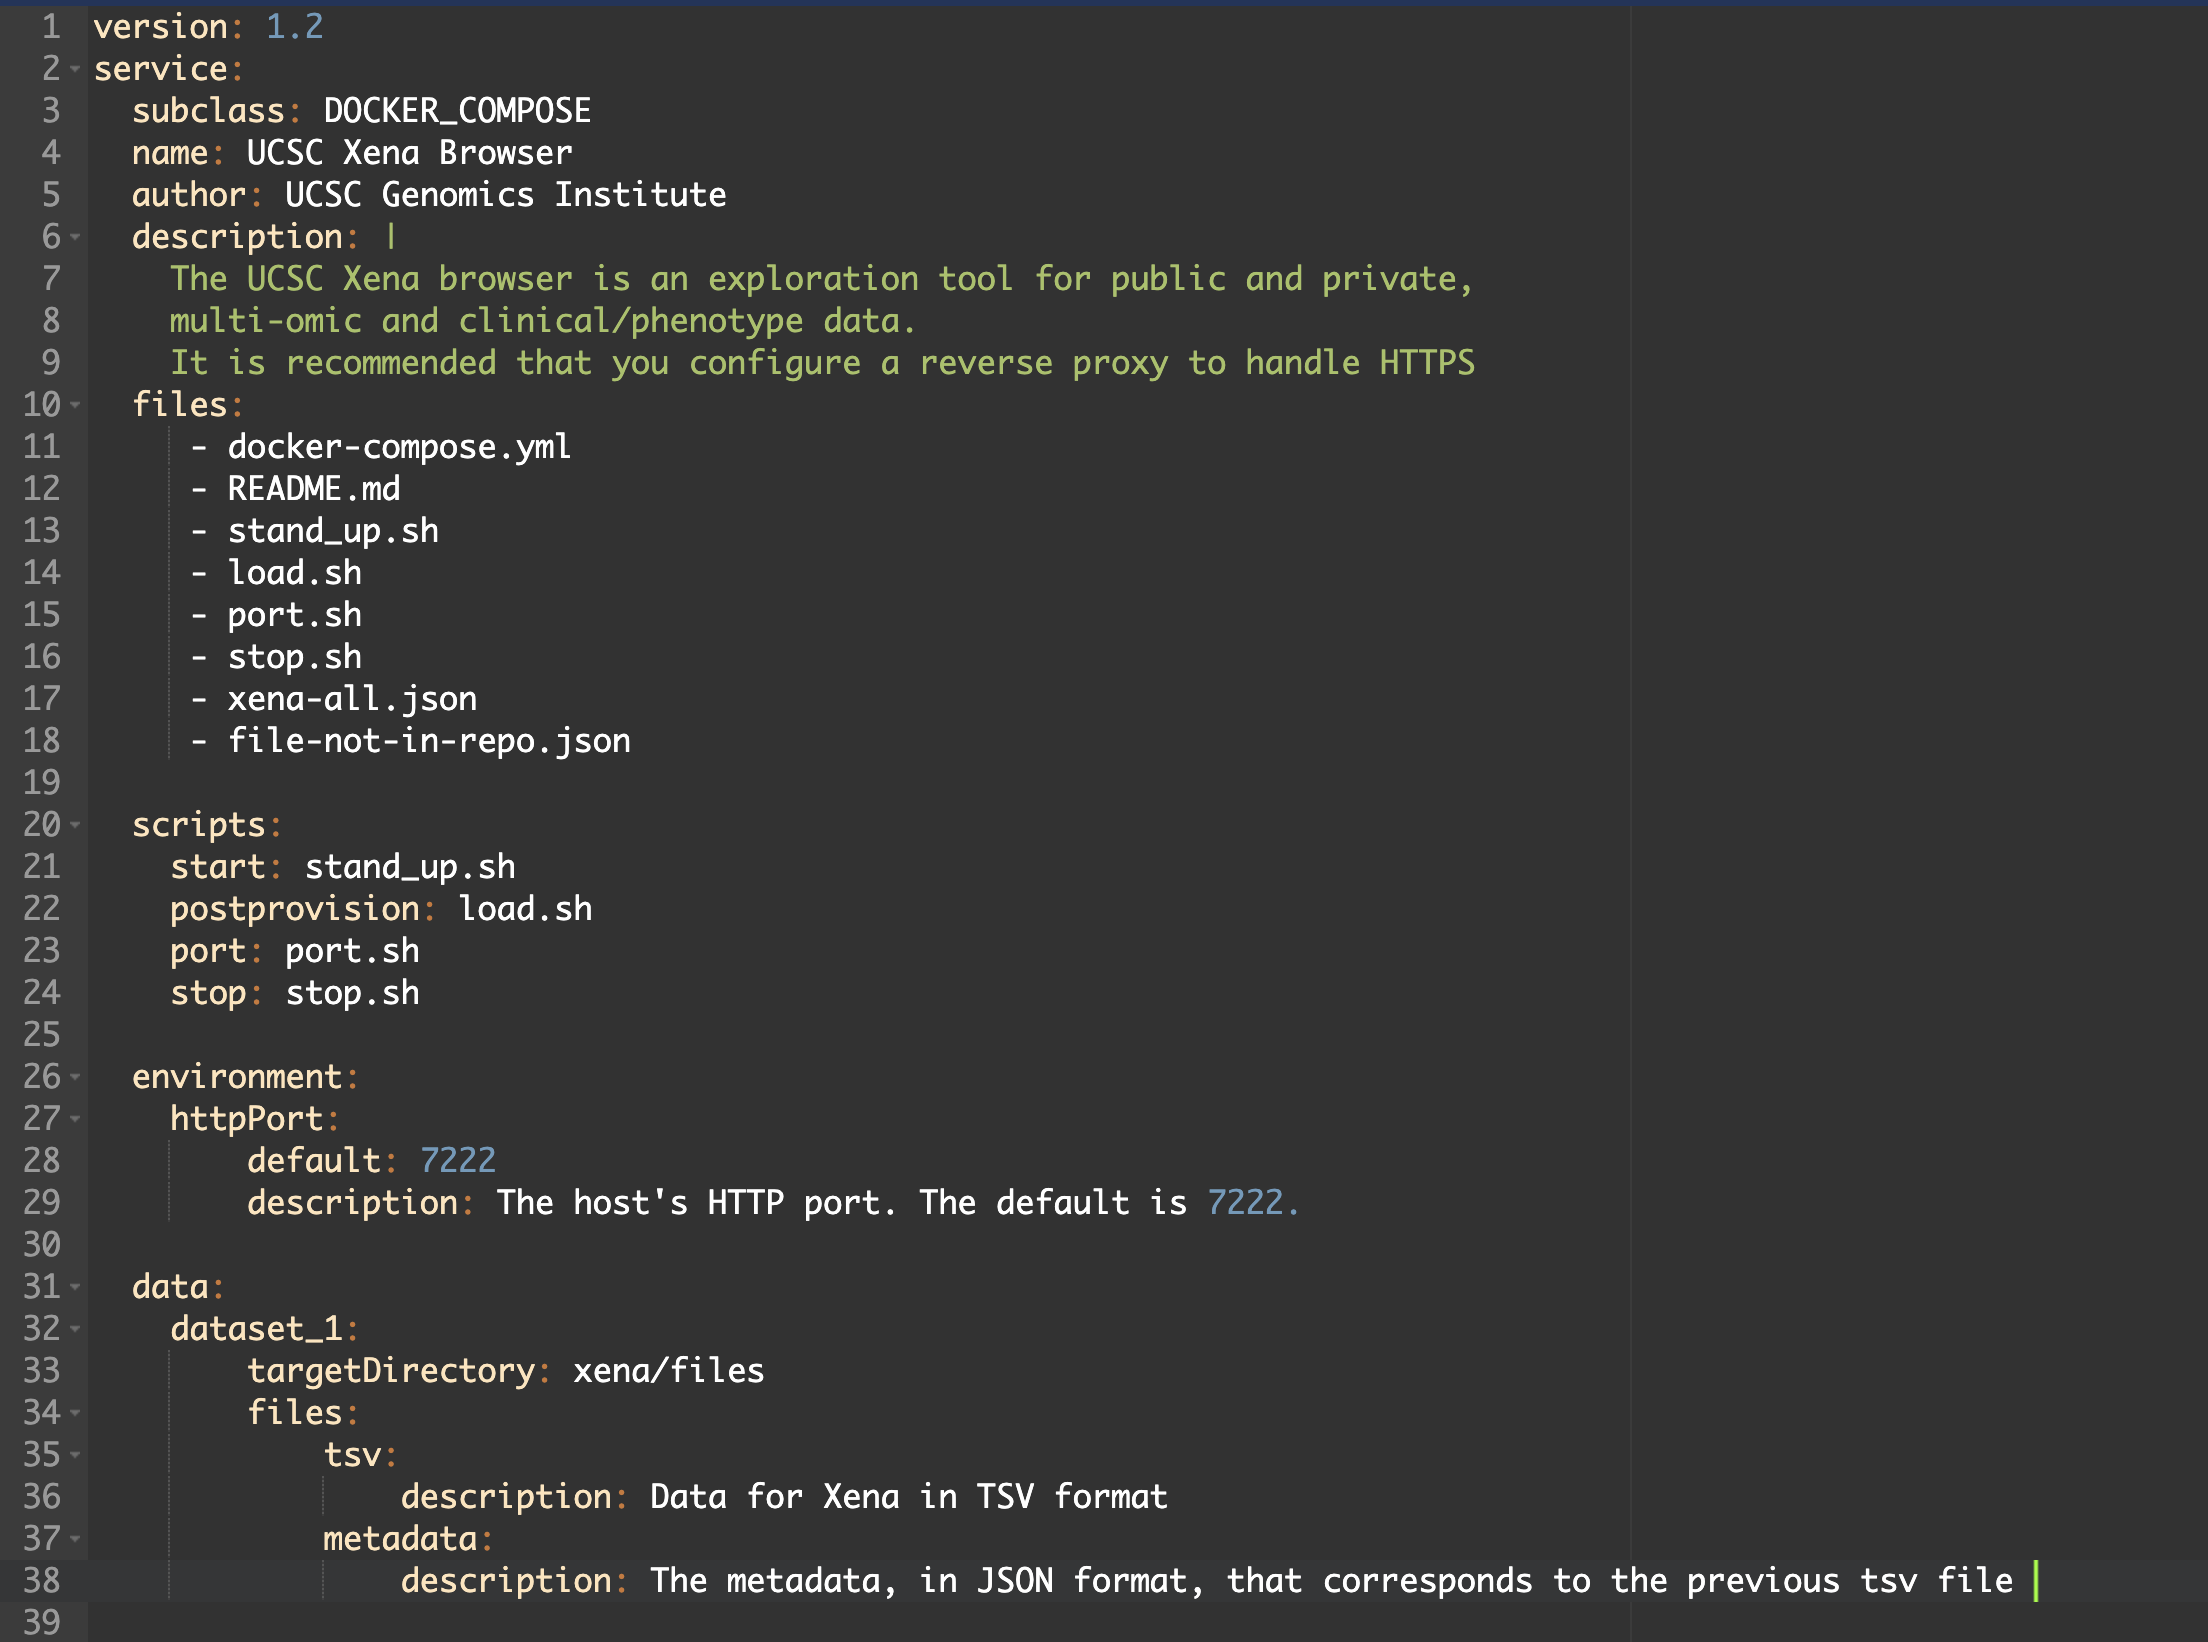 1 version: 1.2
2 service:
3   subclass: DOCKER_COMPOSE
4   name: UCSC Xena Browser
5   author: UCSC Genomics Institute
6   description: |
7     The UCSC Xena browser is an exploration tool for public and private,
8     multi-omic and clinical/phenotype data.
9     It is recommended that you configure a reverse proxy to handle HTTPS
10   files:
11      - docker-compose.yml
12      - README.md
13      - stand_up.sh
14      - load.sh
15      - port.sh
16      - stop.sh
17      - xena-all.json
18      - file-not-in-repo.json
19
20   scripts:
21     start: stand_up.sh
22     postprovision: load.sh
23     port: port.sh
24     stop: stop.sh
25
26   environment:
27     httpPort:
28         default: 7222
29         description: The host's HTTP port. The default is 7222.
30
31   data:
32     dataset_1:
33         targetDirectory: xena/files
34         files:
35             tsv:
36                 description: Data for Xena in TSV format
37             metadata:
38                 description: The metadata, in JSON format, that corresponds to the previous tsv file
39